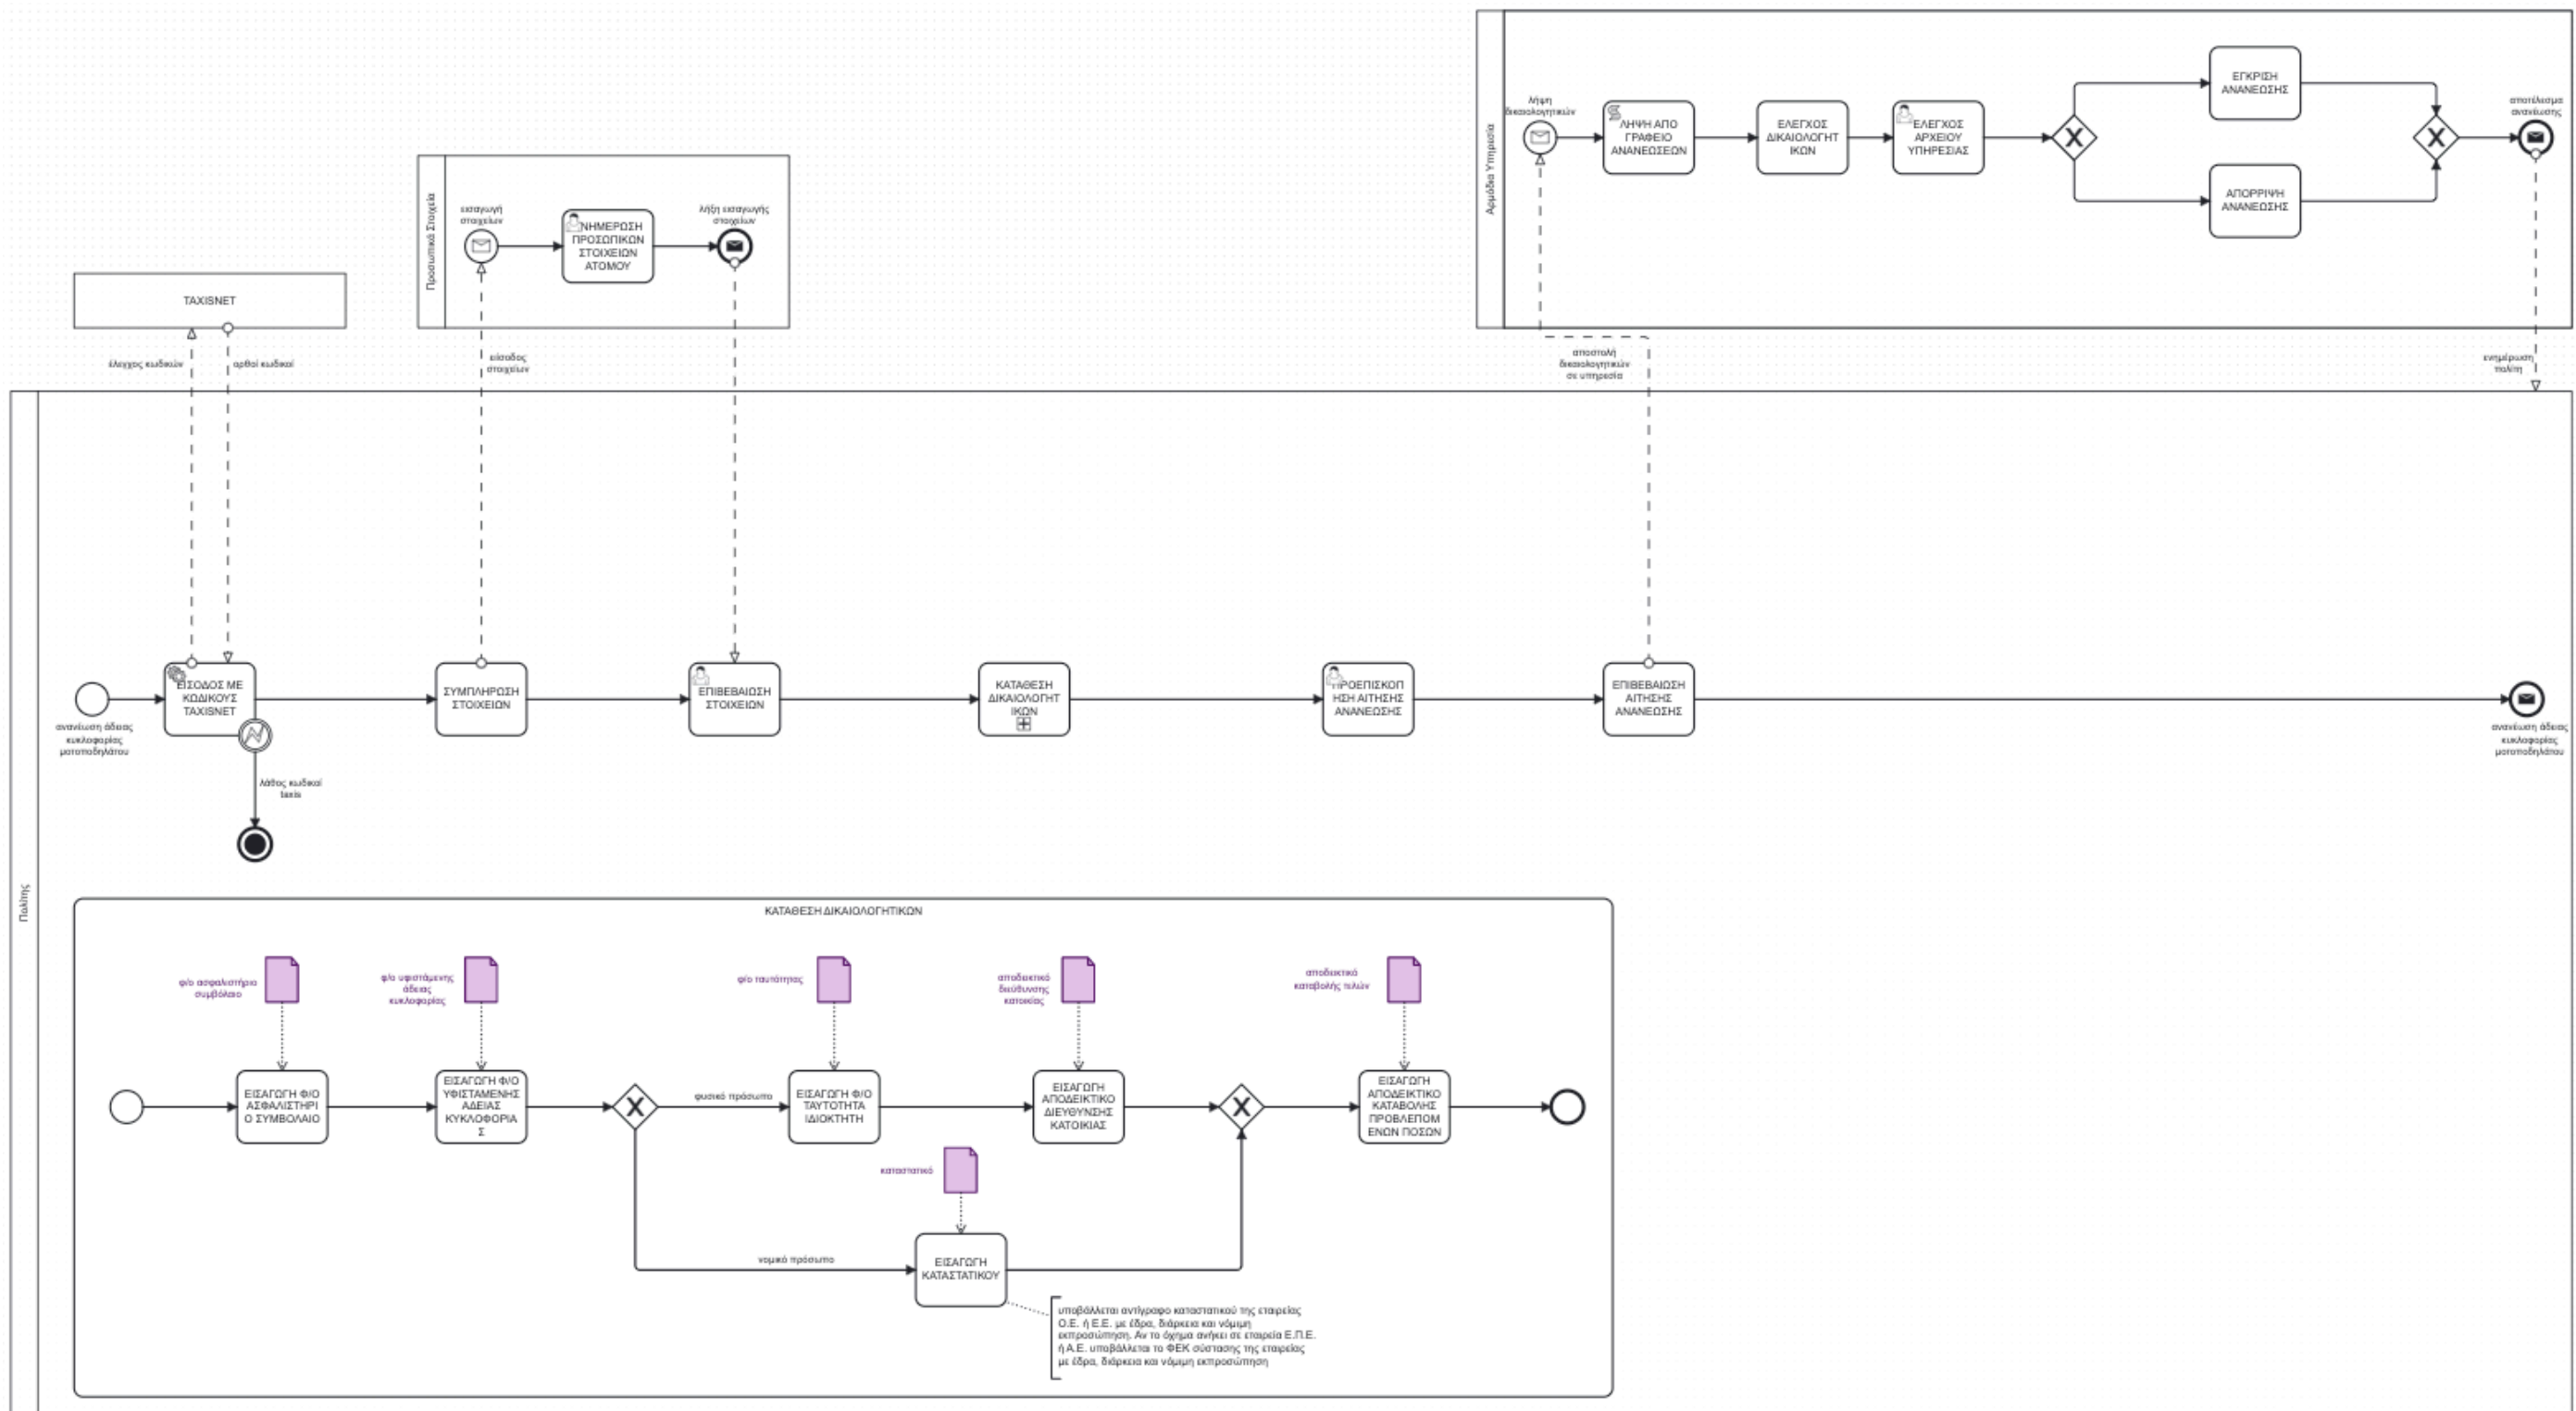 Αρμόδια Υπηρεσία
λήψη
δικαιολογητικών
ΛΗΨΗ ΑΠΟ
ΓΡΑΦΕΙΟ
ΑΝΑΝΕΩΣΕΩΝ
ΕΛΕΓΧΟΣ
ΔΙΚΑΙΟΛΟΓΗΤ
ΙΚΩΝ
ΕΛΕΓΧΟΣ
ΑΡΧΕΙΟΥ
ΥΠΗΡΕΣΙΑΣ
ΕΓΚΡΙΣΗ
ΑΝΑΝΕΩΣΗΣ
ΑΠΟΡΡΙΨΗ
ΑΝΑΝΕΩΣΗΣ
αποτέλεσμα
ανανέωσης
Προσωπικά Στοιχεία
εισαγωγή
στοιχείων
ΝΗΜΕΡΩΣΗ
ΠΡΟΣΩΠΙΚΩΝ
ΣΤΟΙΧΕΙΩΝ
ΑΤΟΜΟΥ
λήξη εισαγωγής
στοιχείων
TAXISNET
έλεγχος κωδικών
ορθοί κωδικοί
είσοδος
στοιχείων
αποστολή
δικαιολογητικών
σε υπηρεσία
ενημέρωση
πολίτη
Πολίτης
ανανέωση άδειας
κυκλοφορίας
μοτοποδηλάτου
ΕΙΣΟΔΟΣ ΜΕ
ΚΩΔΙΚΟΥΣ
TAXISNET
λάθος κωδικοί
taxis
ΣΥΜΠΛΗΡΩΣΗ
ΣΤΟΙΧΕΙΩΝ
ΕΠΙΒΕΒΑΙΩΣΗ
ΣΤΟΙΧΕΙΩΝ
ΚΑΤΑΘΕΣΗ
ΔΙΚΑΙΟΛΟΓΗΤ
ΙΚΩΝ
ΠΡΟΕΠΙΣΚΟΠ
ΗΣΗ ΑΙΤΗΣΗΣ
ΑΝΑΝΕΩΣΗΣ
ΕΠΙΒΕΒΑΙΩΣΗ
ΑΙΤΗΣΗΣ
ΑΝΑΝΕΩΣΗΣ
ανανέωση άδειας
κυκλοφορίας
μοτοποδηλάτου
ΚΑΤΑΘΕΣΗ ΔΙΚΑΙΟΛΟΓΗΤΙΚΩΝ
φ/ο ασφαλιστήριο
συμβόλαιο
φ/ο υφιστάμενης
άδειας
κυκλοφορίας
φ/ο ταυτότητας
αποδεικτικό
διεύθυνσης
κατοικίας
αποδεικτικό
καταβολής τελών
ΕΙΣΑΓΩΓΗ Φ/Ο
ΑΣΦΑΛΙΣΤΗΡΙ
Ο ΣΥΜΒΟΛΑΙΟ
ΕΙΣΑΓΩΓΗ Φ/Ο
ΥΦΙΣΤΑΜΕΝΗΣ
ΑΔΕΙΑΣ
ΚΥΚΛΟΦΟΡΙΑ
Σ
φυσικό πρόσωπο
ΕΙΣΑΓΩΓΗ Φ/Ο
ΤΑΥΤΟΤΗΤΑ
ΙΔΙΟΚΤΗΤΗ
ΕΙΣΑΓΩΓΗ
ΑΠΟΔΕΙΚΤΙΚΟ
ΔΙΕΥΘΥΝΣΗΣ
ΚΑΤΟΙΚΙΑΣ
ΕΙΣΑΓΩΓΗ
ΑΠΟΔΕΙΚΤΙΚΟ
ΚΑΤΑΒΟΛΗΣ
ΠΡΟΒΛΕΠΟΜ
ΕΝΩΝ ΠΟΣΩΝ
καταστατικό
νομικό πρόσωπο
ΕΙΣΑΓΩΓΗ
ΚΑΤΑΣΤΑΤΙΚΟΥ
υποβάλλεται αντίγραφο καταστατικού της εταιρείας
Ο.Ε. ή Ε.Ε. με έδρα, διάρκεια και νόμιμη
εκπροσώπηση. Αν το όχημα ανήκει σε εταιρεία Ε.Π.Ε.
ή Α.Ε. υποβάλλεται το ΦΕΚ σύστασης της εταιρείας
με έδρα, διάρκεια και νόμιμη εκπροσώπηση